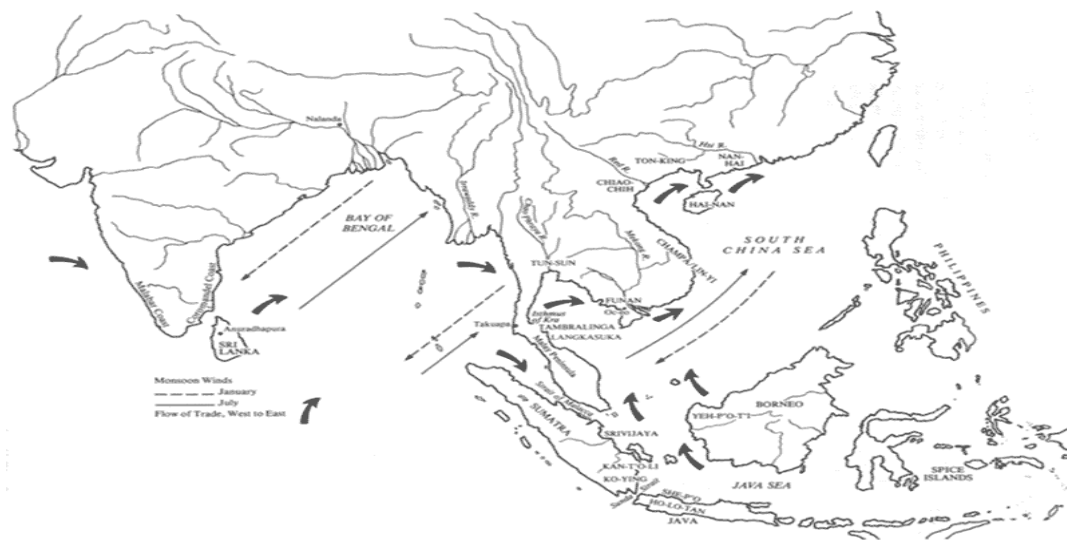 Nalanda
Hsi R.
TON-KING
NAN-
HAI
Red R.
CHIAO-
CHIH
HAI-NAN
Irrawaddy R.
Chao Phraya R.
BAY OF
BENGAL
Mekong R.
SOUTH
CHINA SEA
CHAMPA/LIN-YI
PHILIPPINES
TUN-SUN
Malabar Coast
FUNAN
Oc-eo
Isthmus
of Kra
Takuapa
TAMBRALINGA
LANGKASUKA
Anuradhapura
SRI
LANKA
Malay Peninsula
Monsoon Winds
January
July
Flow of Trade, West to East
Strait of Malacca
SUMATRA
BORNEO
YEH-P'O-T'I
SRIVIJAYA
KAN-T'O-LI
KO-YING
SPICE
ISLANDS
JAVA SEA
Sunda Strait
SHE-P'O
HO-LO-TAN
JAVA